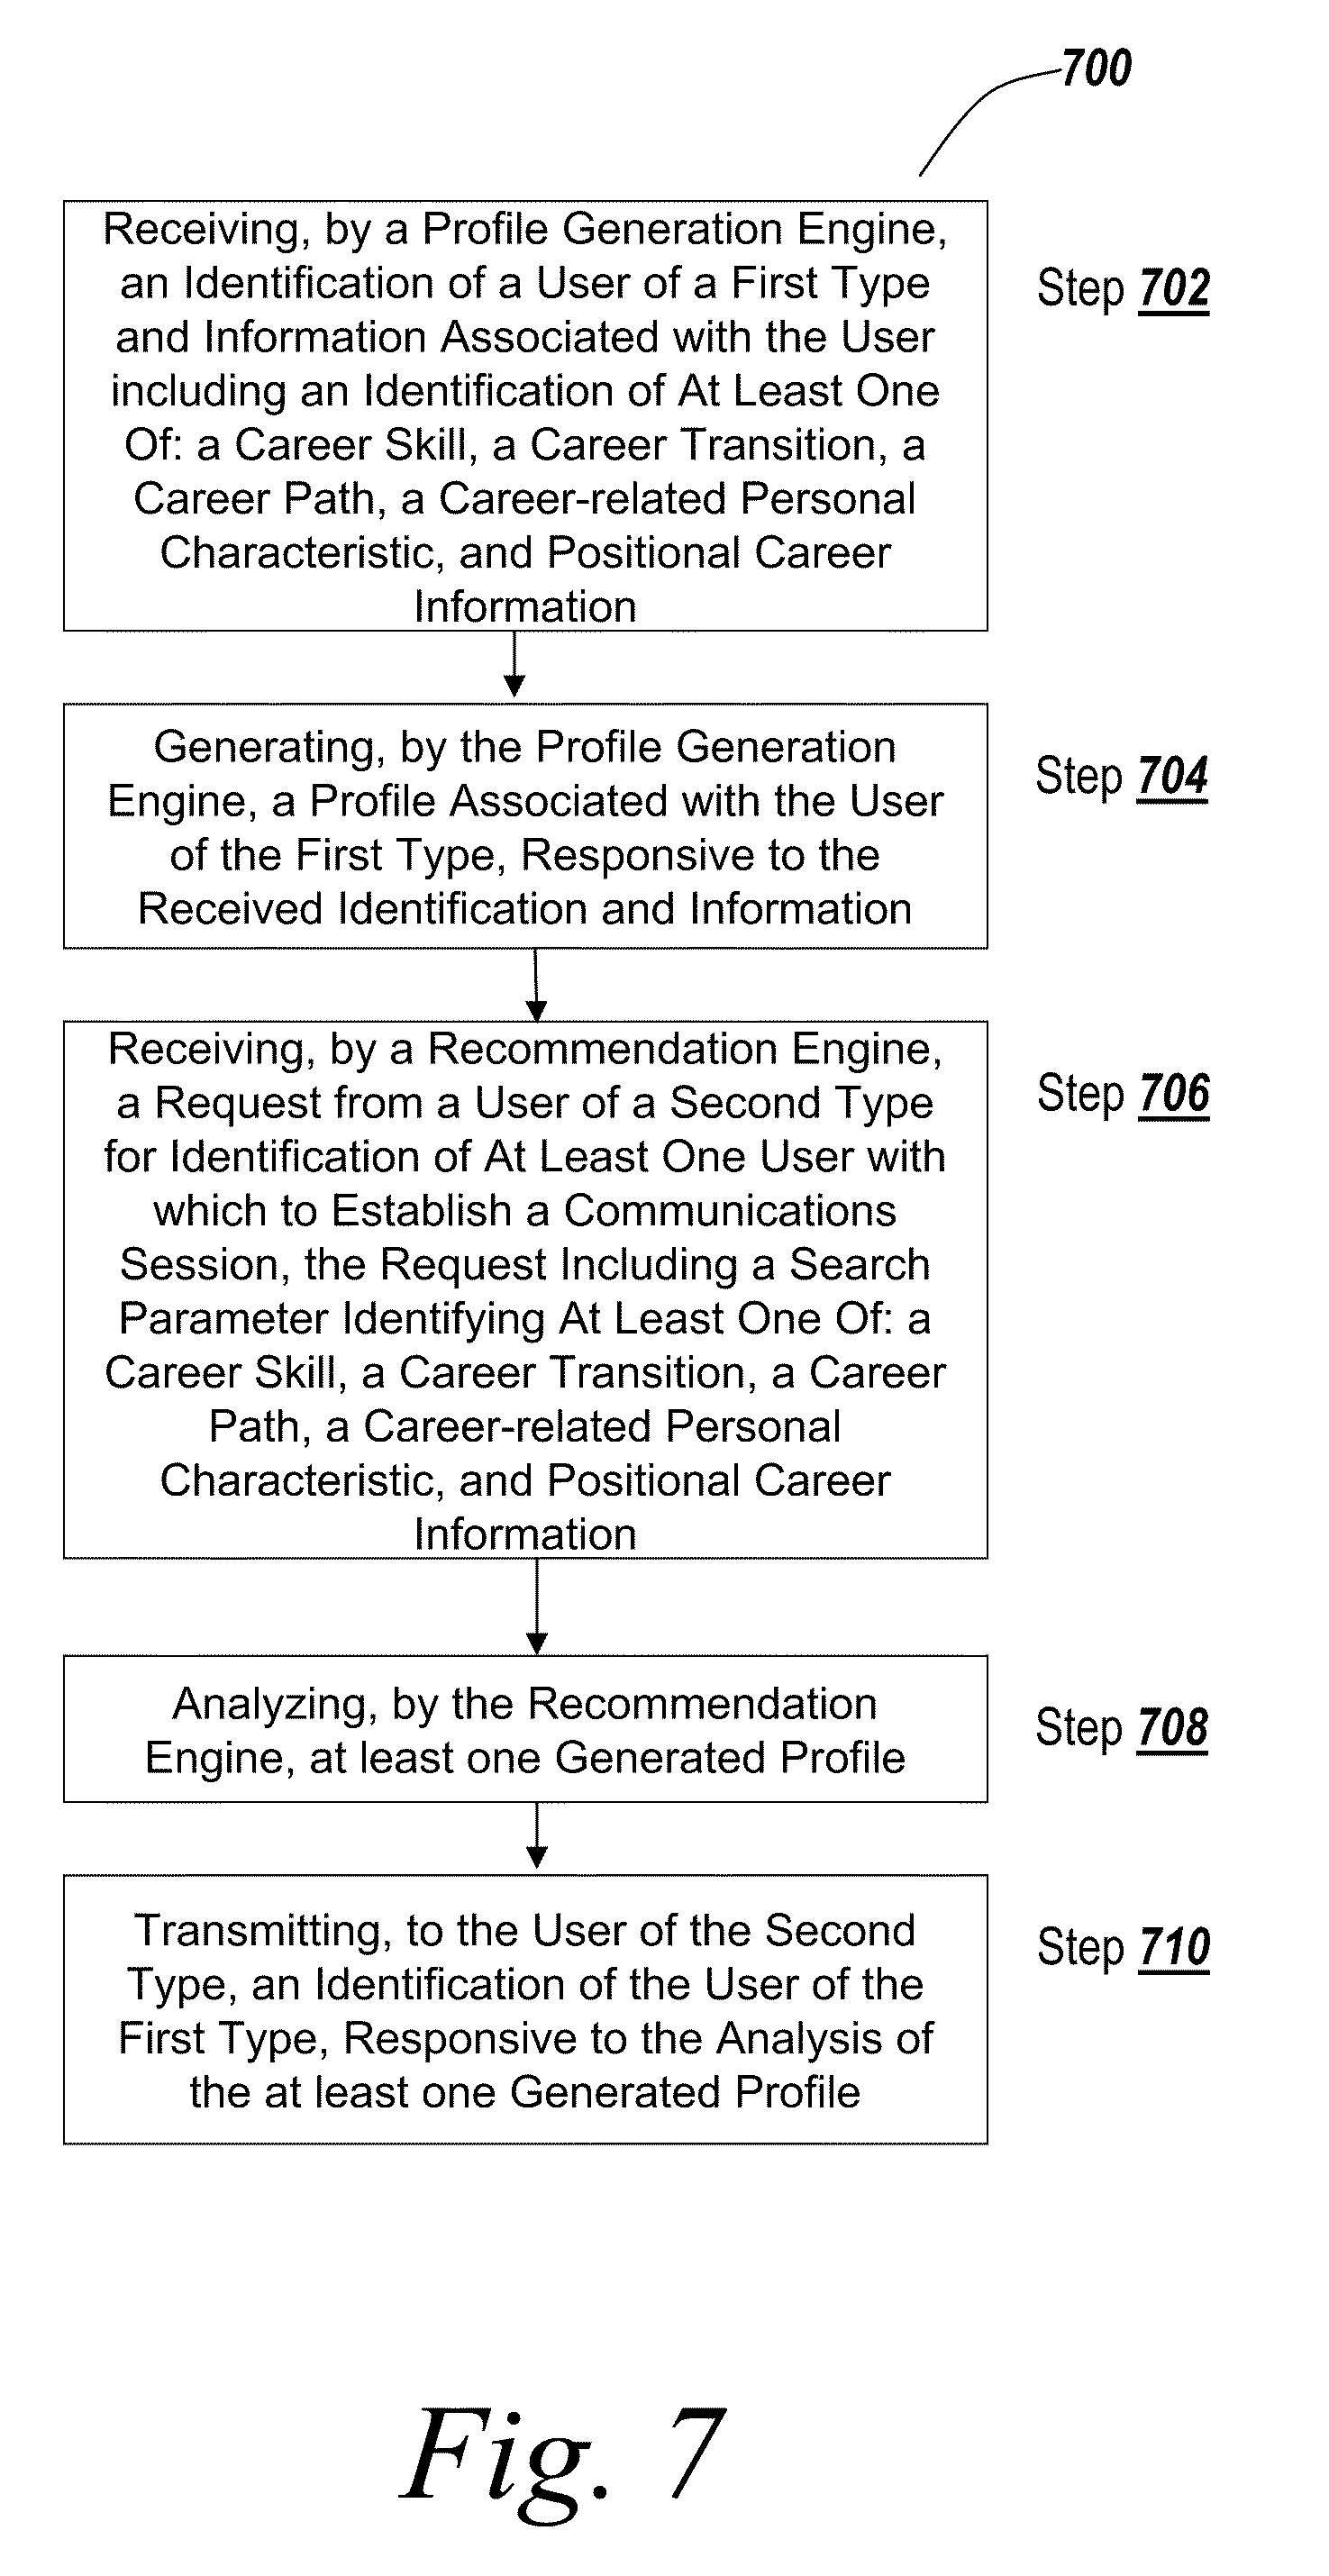 700
Receiving, by a Profile Generation Engine,
an Identification of a User of a First Type
and Information Associated with the User
including an Identification of At Least One
Of: a Career Skill, a Career Transition, a
Career Path, a Career-related Personal
Characteristic, and Positional Career
Information
Step 702
Generating, by the Profile Generation
Engine, a Profile Associated with the User
of the First Type, Responsive to the
Received Identification and Information
Step 704
Receiving, by a Recommendation Engine,
a Request from a User of a Second Type
for Identification of At Least One User with
which to Establish a Communications
Session, the Request Including a Search
Parameter Identifying At Least One Of: a
Career Skill, a Career Transition, a Career
Path, a Career-related Personal
Characteristic, and Positional Career
Information
Step 706
Analyzing, by the Recommendation
Engine, at least one Generated Profile
Step 708
Transmitting, to the User of the Second
Type, an Identification of the User of the
First Type, Responsive to the Analysis of
the at least one Generated Profile
Step 710
Fig. 7